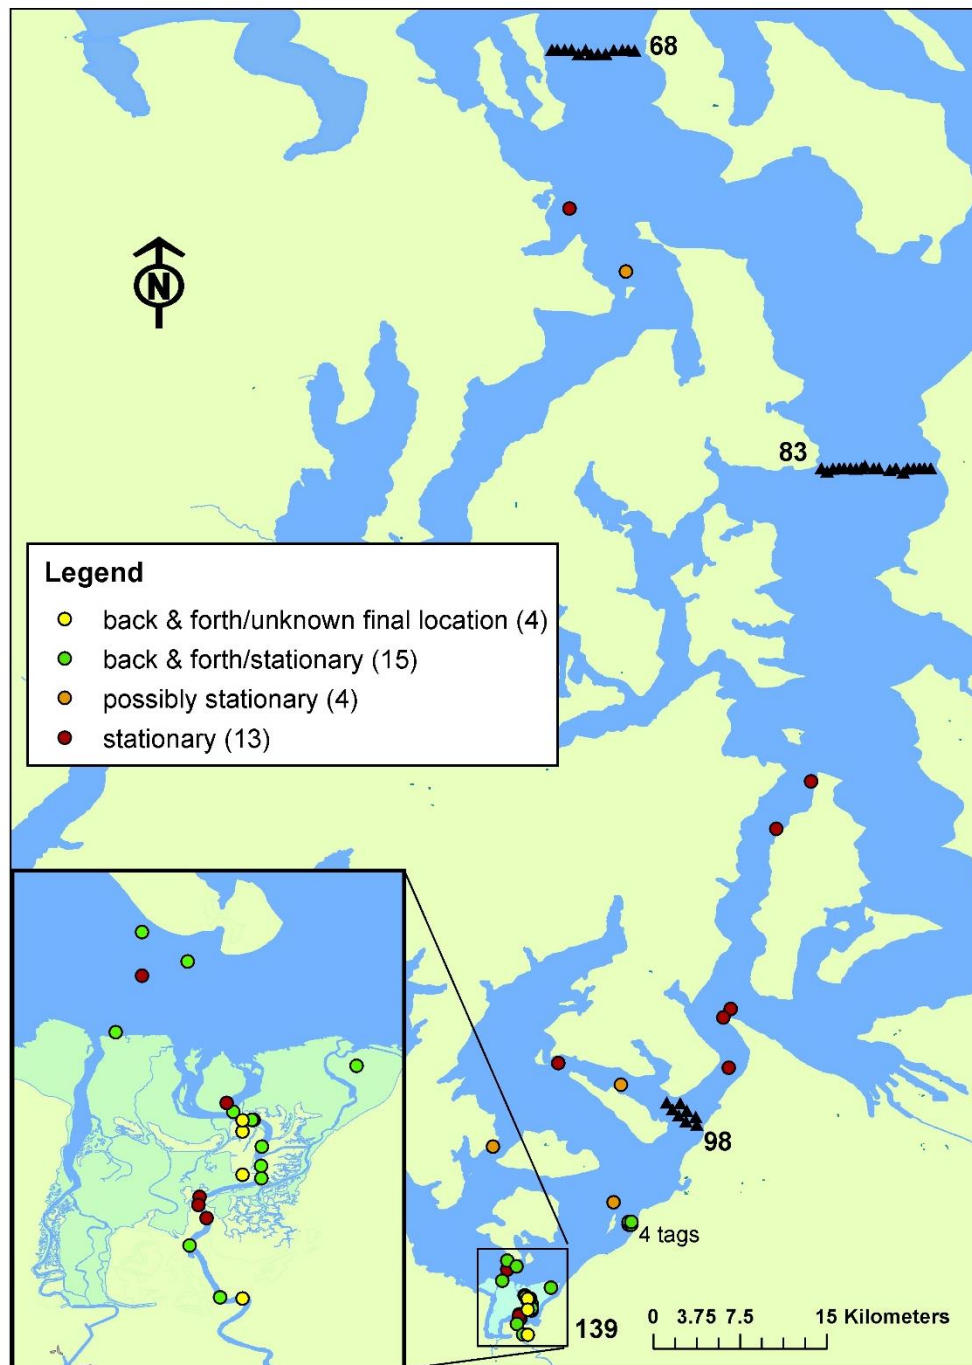 68
N
83
Legend
back & forth/unknown final location (4)
back & forth/stationary (15)
possibly stationary (4)
stationary (13)
98
4 tags
139
0 3.75 7.5 15 Kilometers